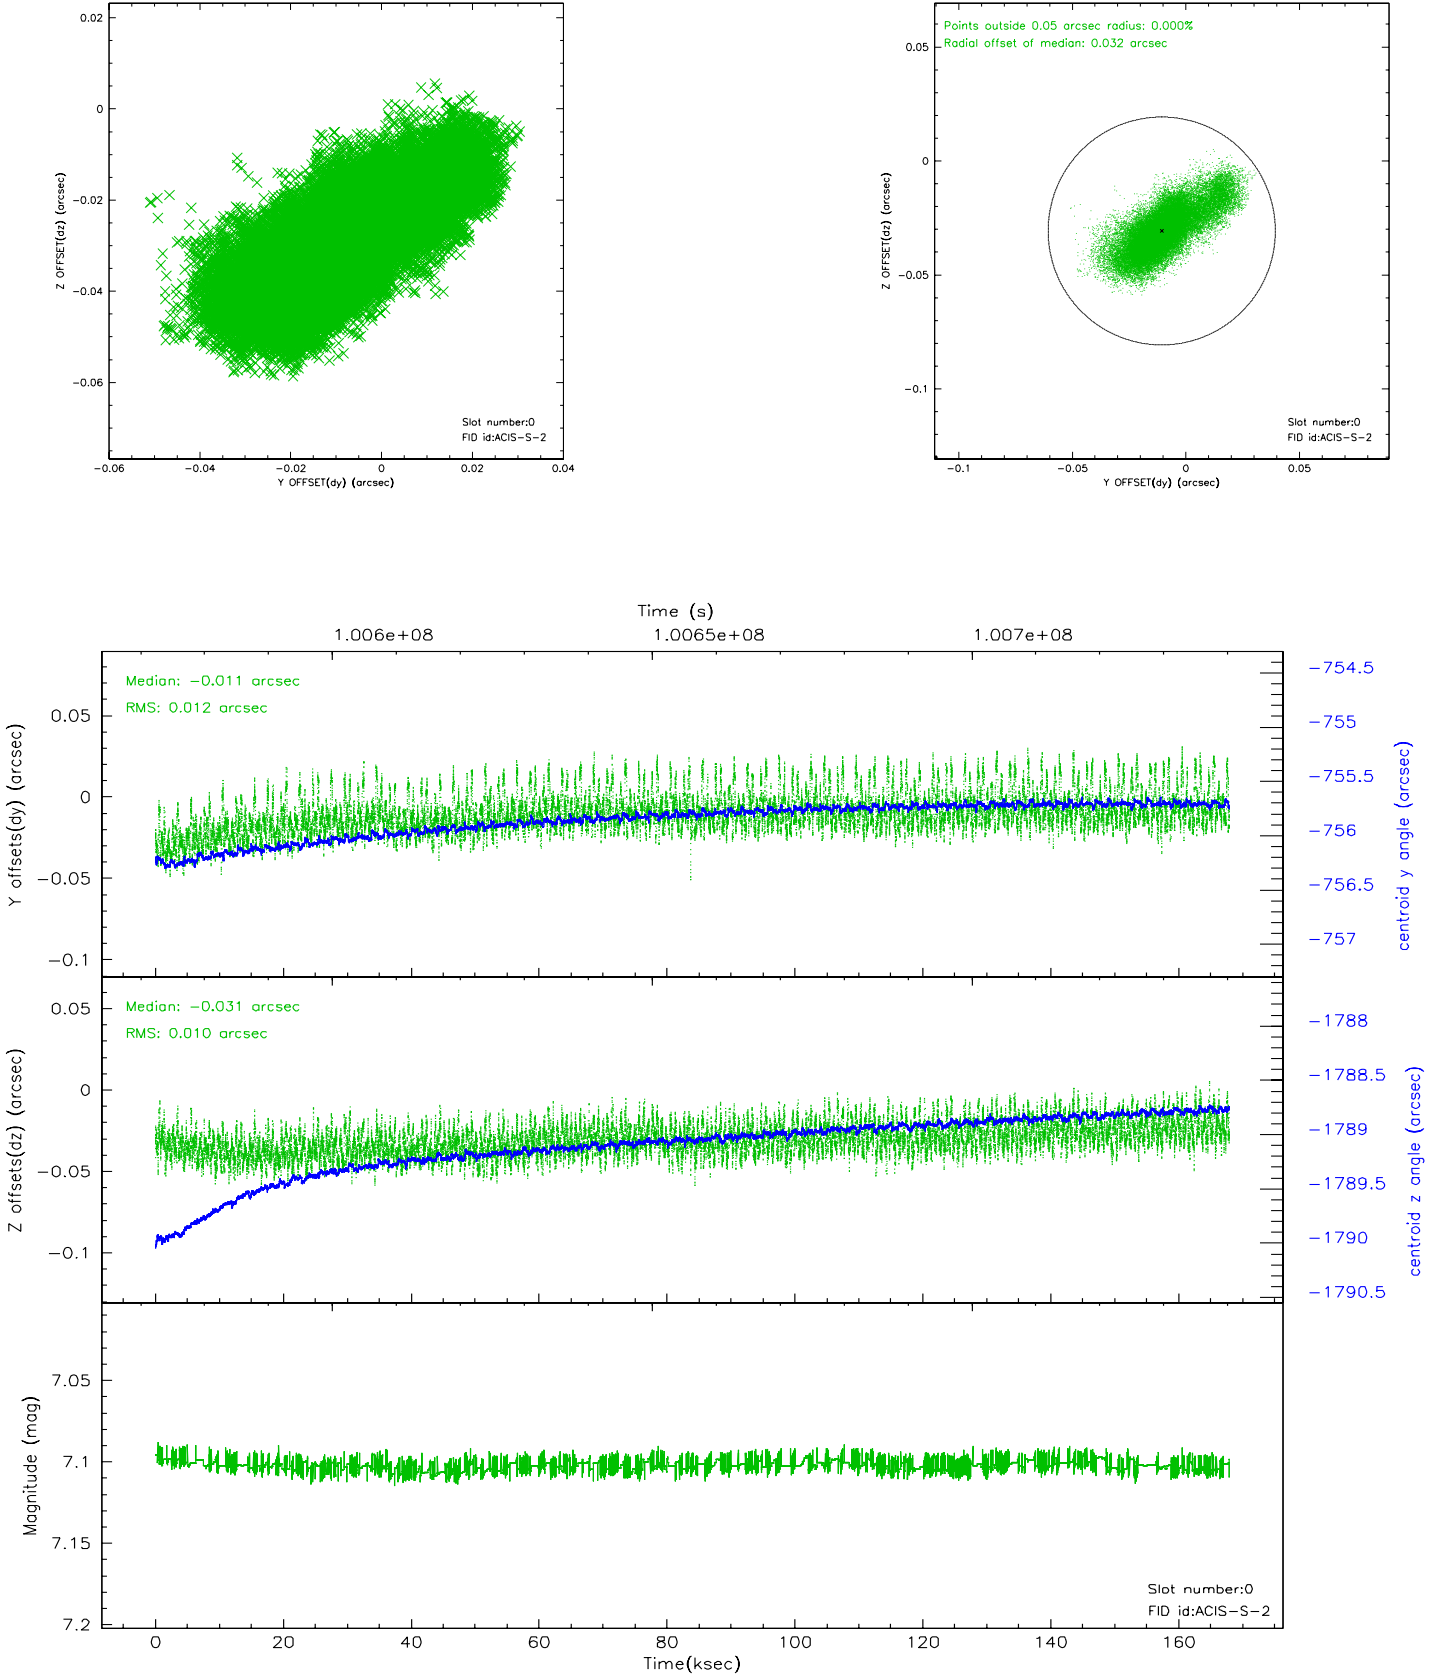 0.02
0
-0.02
-0.04
-0.06
Z OFFSET(dz) (arcsec)
Slot number:0
FID id:ACIS-S-2
-0.06 -0.04 -0.02 0 0.02 0.04
Y OFFSET(dy) (arcsec)
Points outside 0.05 arcsec radius: 0.000%
Radial offset of median: 0.032 arcsec
0.05
0
-0.05
-0.1
Z OFFSET(dz) (arcsec)
Slot number:0
FID id:ACIS-S-2
-0.1 -0.05 0 0.05
Y OFFSET(dy) (arcsec)
Time (s)
1.006e+08 1.0065e+08 1.007e+08
Median: -0.011 arcsec
RMS: 0.012 arcsec
0.05
0
-0.05
-0.1
Y offsets(dy) (arcsec)
-754.5
-755
-755.5
-756
-756.5
-757
centroid y angle (arcsec)
Median: -0.031 arcsec
RMS: 0.010 arcsec
0.05
0
-0.05
-0.1
Z offsets(dz) (arcsec)
-1788
-1788.5
-1789
-1789.5
-1790
-1790.5
centroid z angle (arcsec)
7.05
7.1
7.15
7.2
Magnitude (mag)
Slot number:0
FID id:ACIS-S-2
0 20 40 60 80 100 120 140 160
Time(ksec)